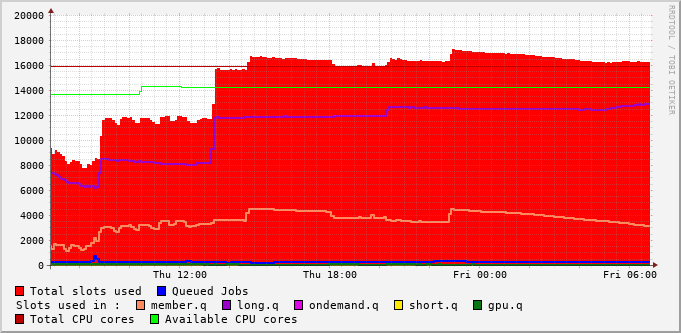 20000
18000
16000
14000
12000
10000
8000
6000
4000
2000
0
Thu 12:00 Thu 18:00 Fri 00:00 Fri 06:00
RRDTOOL / TOBI OETIKER
Total slots used Queued Jobs
Slots used in : member.q long.q ondemand.q short.q gpu.q
Total CPU cores Available CPU cores